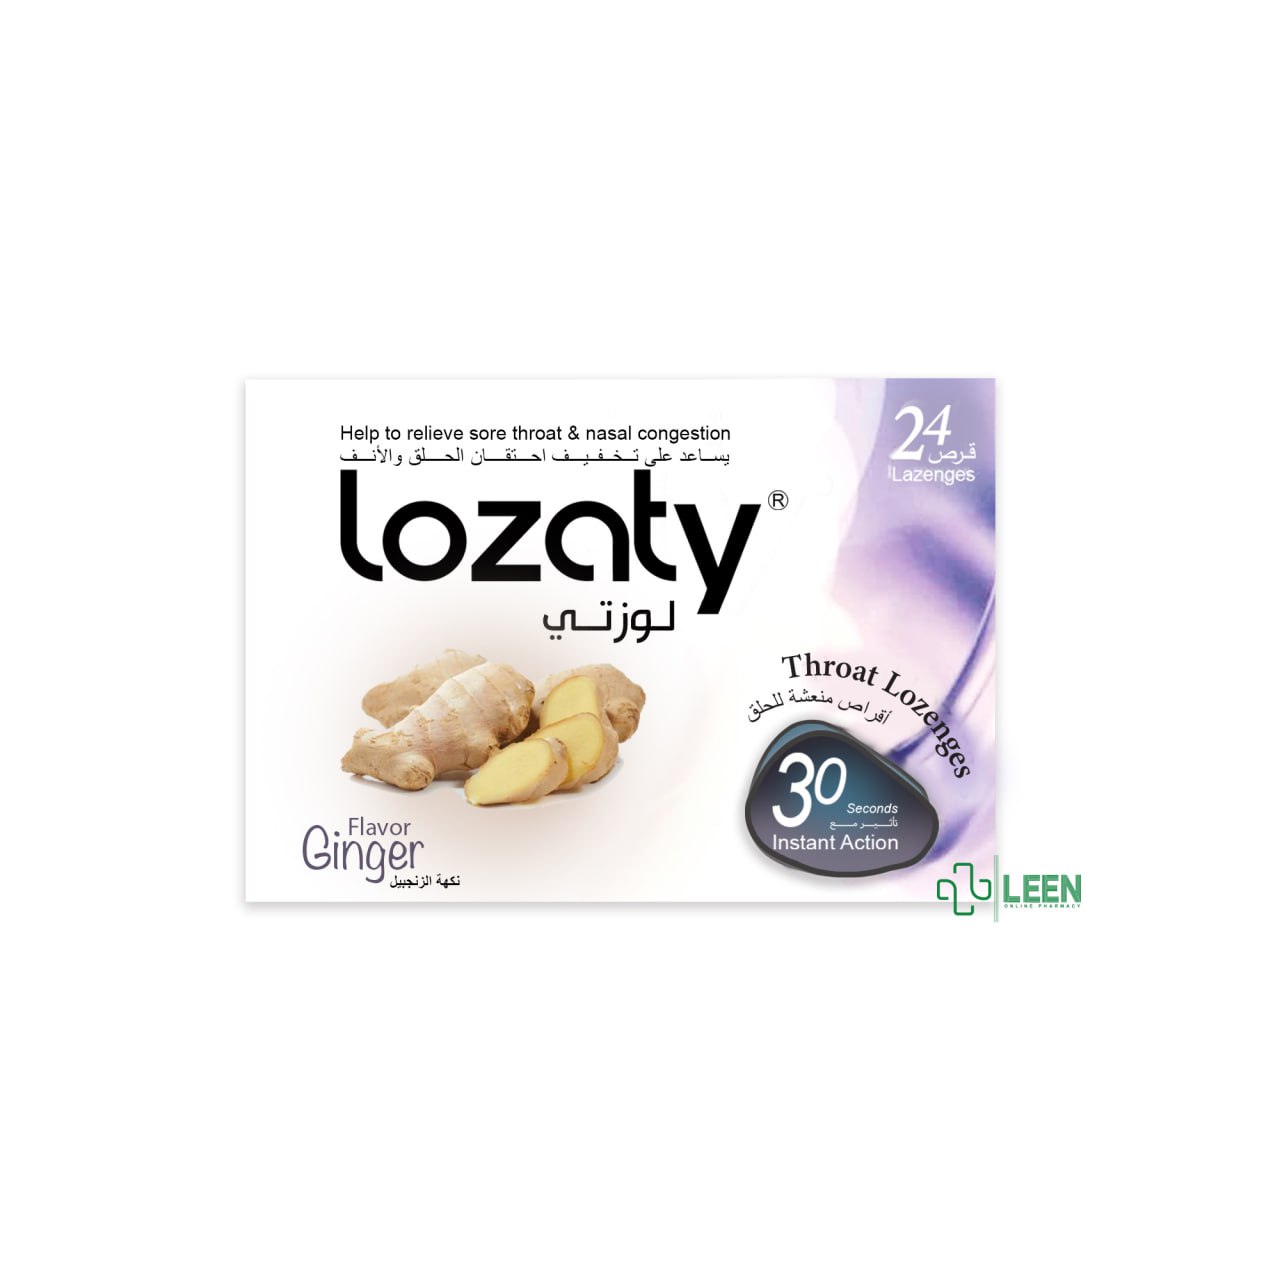 Help to relieve sore throat & nasal congestion
يساعد على تخفيف احتقان الحلق والأنف
lozaty®
لوزتي
24
قرص
Lazenges
Throat Lozenges
أقراص منعشة للحلق
30
Seconds
تأثير مع
Instant Action
Flavor
Ginger
نكهة الزنجبيل
LEEN
ONLINE PHARMACY